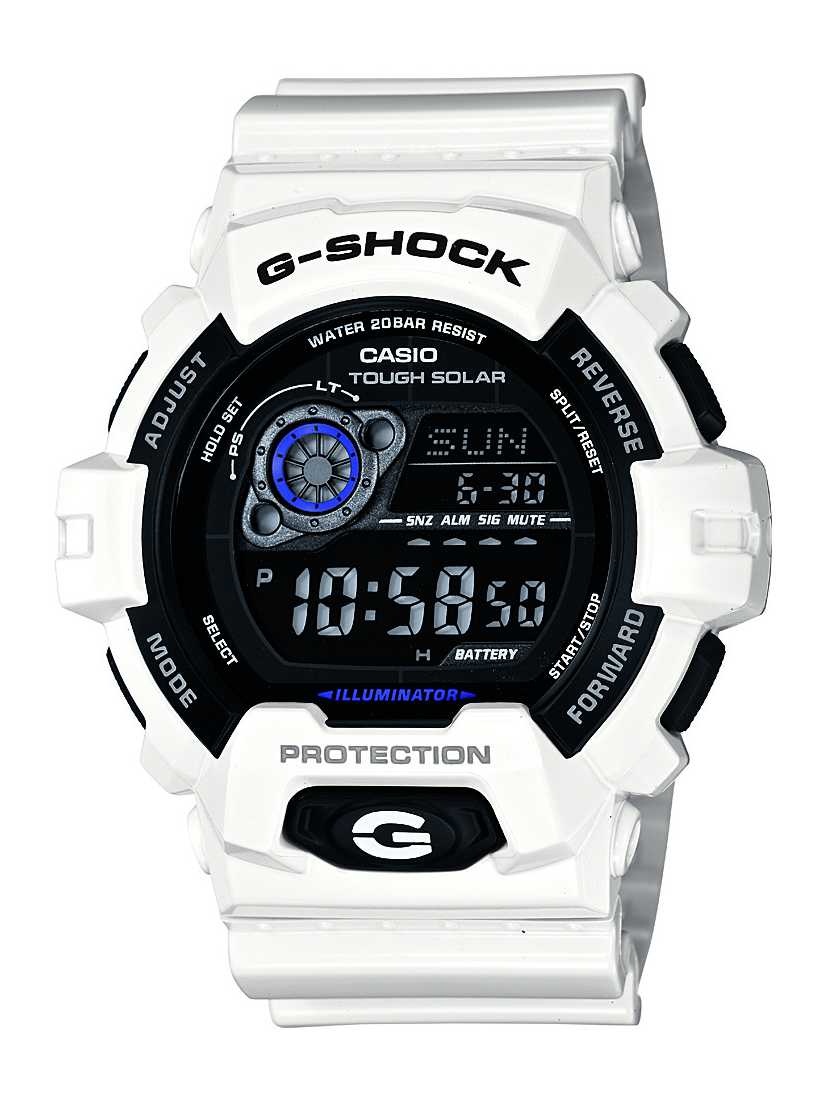 G-SHOCK
WATER 20BAR RESIST
CASIO
TOUGH SOLAR
ADJUST
REVERSE
HOLD SET
SPLIT/RESET
PS
LT
SUN
6-30
SNZ ALM SIG MUTE
P 10:58 50
H BATTERY
SELECT
START/STOP
MODE
FORWARD
ILLUMINATOR
PROTECTION
G